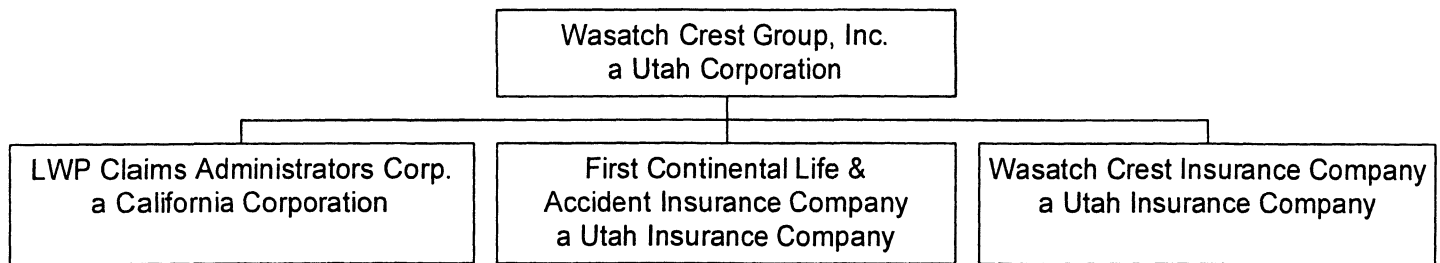 Wasatch Crest Group, Inc.
a Utah Corporation
LWP Claims Administrators Corp.
a California Corporation
First Continental Life &
Accident Insurance Company
a Utah Insurance Company
Wasatch Crest Insurance Company
a Utah Insurance Company